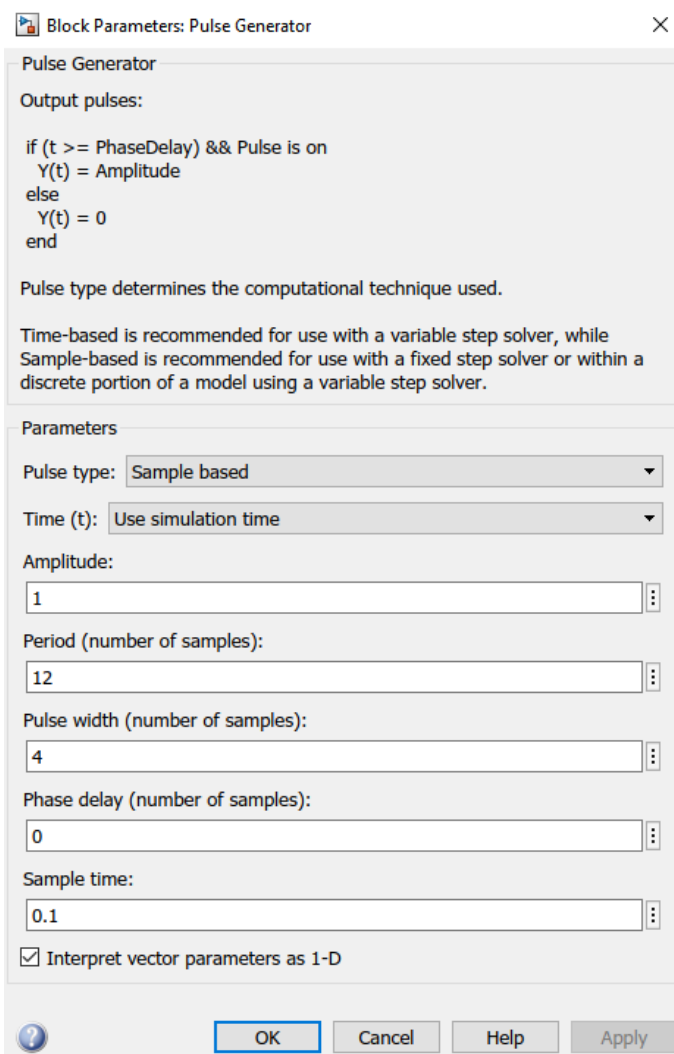 Block Parameters: Pulse Generator
Pulse Generator
Output pulses:
if (t >= PhaseDelay) && Pulse is on
Y(t) = Amplitude
else
Y(t) = 0
end
Pulse type determines the computational technique used.
Time-based is recommended for use with a variable step solver, while
Sample-based is recommended for use with a fixed step solver or within a
discrete portion of a model using a variable step solver.
Parameters
Pulse type: Sample based
Time (t): Use simulation time
Amplitude:
1
Period (number of samples):
12
Pulse width (number of samples):
4
Phase delay (number of samples):
0
Sample time:
0.1
Interpret vector parameters as 1-D
? OK Cancel Help Apply